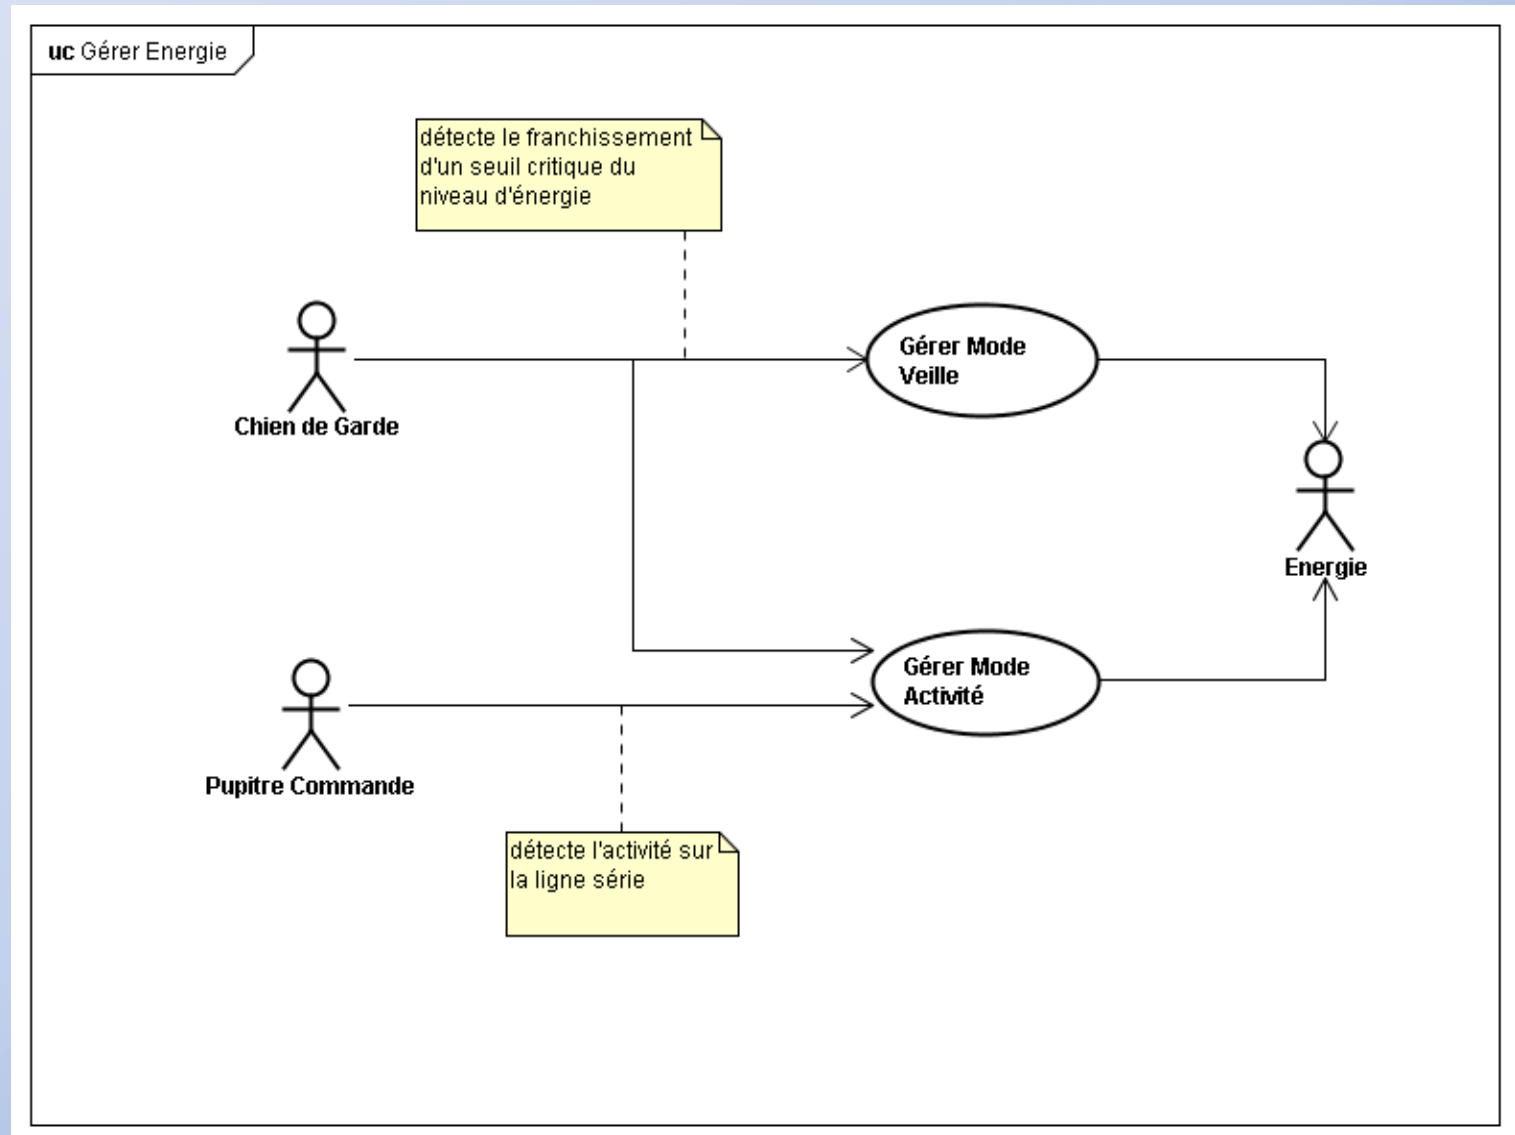 uc Gérer Energie
détecte le franchissement
d'un seuil critique du
niveau d'énergie
Gérer Mode
Veille
Chien de Garde
Energie
Gérer Mode
Activité
Pupitre Commande
détecte l'activité sur
la ligne série